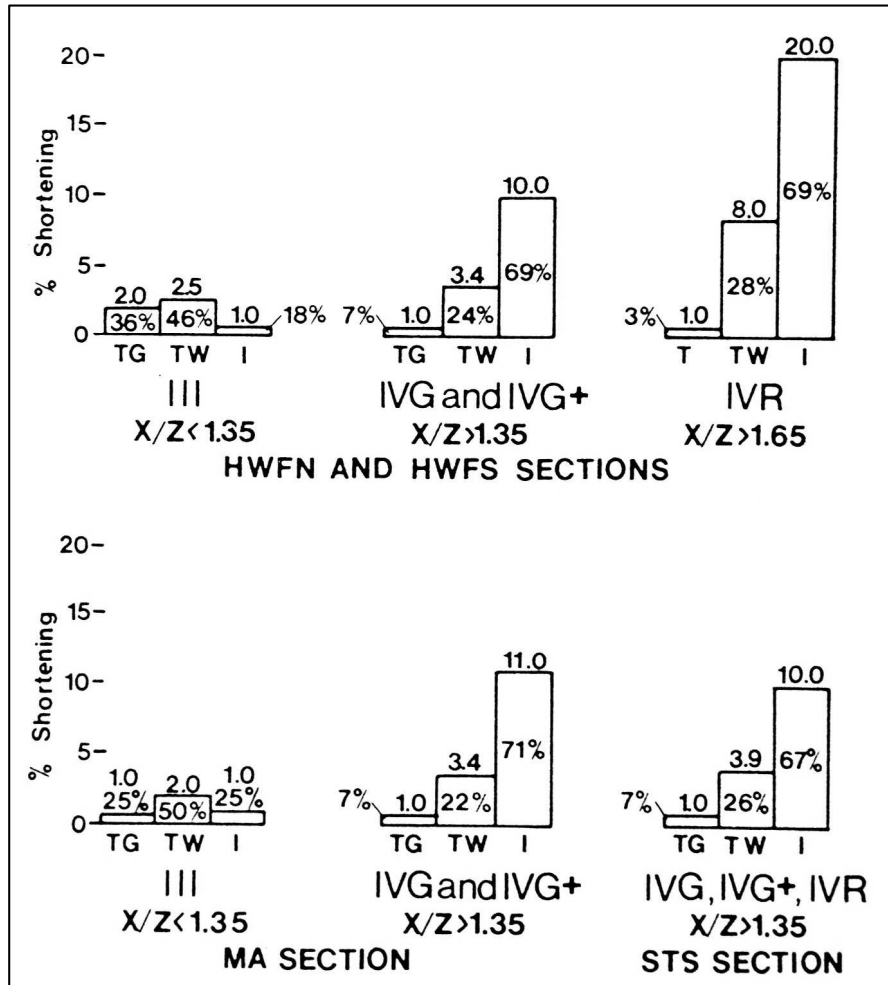 % Shortening
20
15
10
5
0
2.0 2.5 1.0
36% 46% 18%
TG TW I
III
X/Z<1.35
1.0 3.4 10.0
7% 24% 69%
TG TW I
IVG and IVG+
X/Z>1.35
1.0 8.0 20.0
3% 28% 69%
T TW I
IVR
X/Z>1.65
HWFN AND HWFS SECTIONS
% Shortening
20
15
10
5
0
1.0 2.0 1.0
25% 50% 25%
TG TW I
III
X/Z<1.35
1.0 3.4 11.0
7% 22% 71%
TG TW I
IVG and IVG+
X/Z>1.35
MA SECTION
1.0 3.9 10.0
7% 26% 67%
TG TW I
IVG, IVG+, IVR
X/Z>1.35
STS SECTION